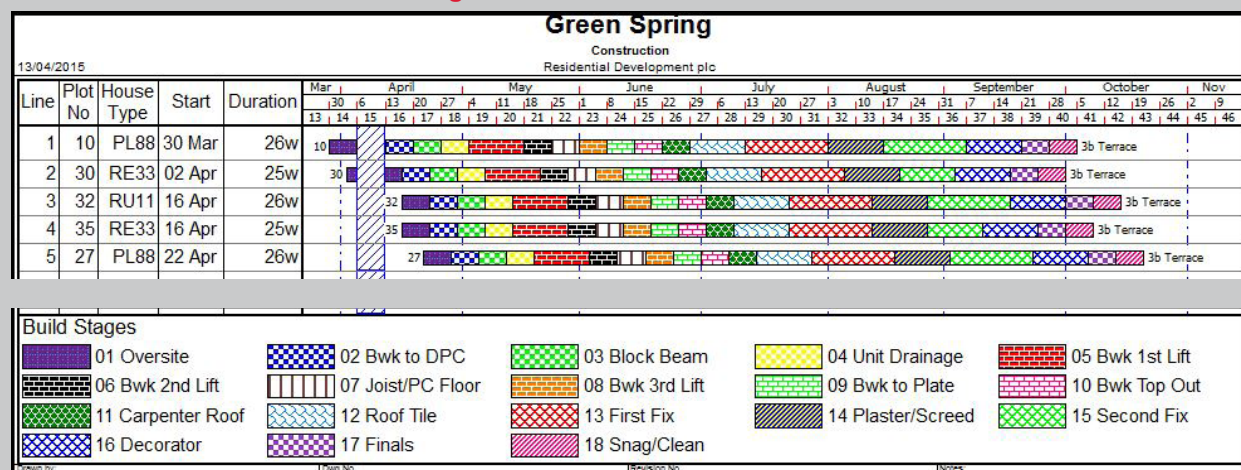 Green Spring
Construction
13/04/2015 Residential Development plc
Line Plot No House Type Start Duration Mar April May June July August September October Nov
30 6 13 20 27 4 11 18 25 1 8 15 22 29 6 13 20 27 3 10 17 24 31 7 14 21 28 5 12 19 26 2 9
13 14 15 16 17 18 19 20 21 22 23 24 25 26 27 28 29 30 31 32 33 34 35 36 37 38 39 40 41 42 43 44 45 46
1 10 PL88 30 Mar 26w 10 3b Terrace
2 30 RE33 02 Apr 25w 30 3b Terrace
3 32 RU11 16 Apr 26w 32 3b Terrace
4 35 RE33 16 Apr 25w 35 3b Terrace
5 27 PL88 22 Apr 26w 27 3b Terrace
Build Stages
01 Oversite 02 Bwk to DPC 03 Block Beam 04 Unit Drainage 05 Bwk 1st Lift
06 Bwk 2nd Lift 07 Joist/PC Floor 08 Bwk 3rd Lift 09 Bwk to Plate 10 Bwk Top Out
11 Carpenter Roof 12 Roof Tile 13 First Fix 14 Plaster/Screed 15 Second Fix
16 Decorator 17 Finals 18 Snag/Clean
Drawn by: Dwg No. Revision No. Notes: